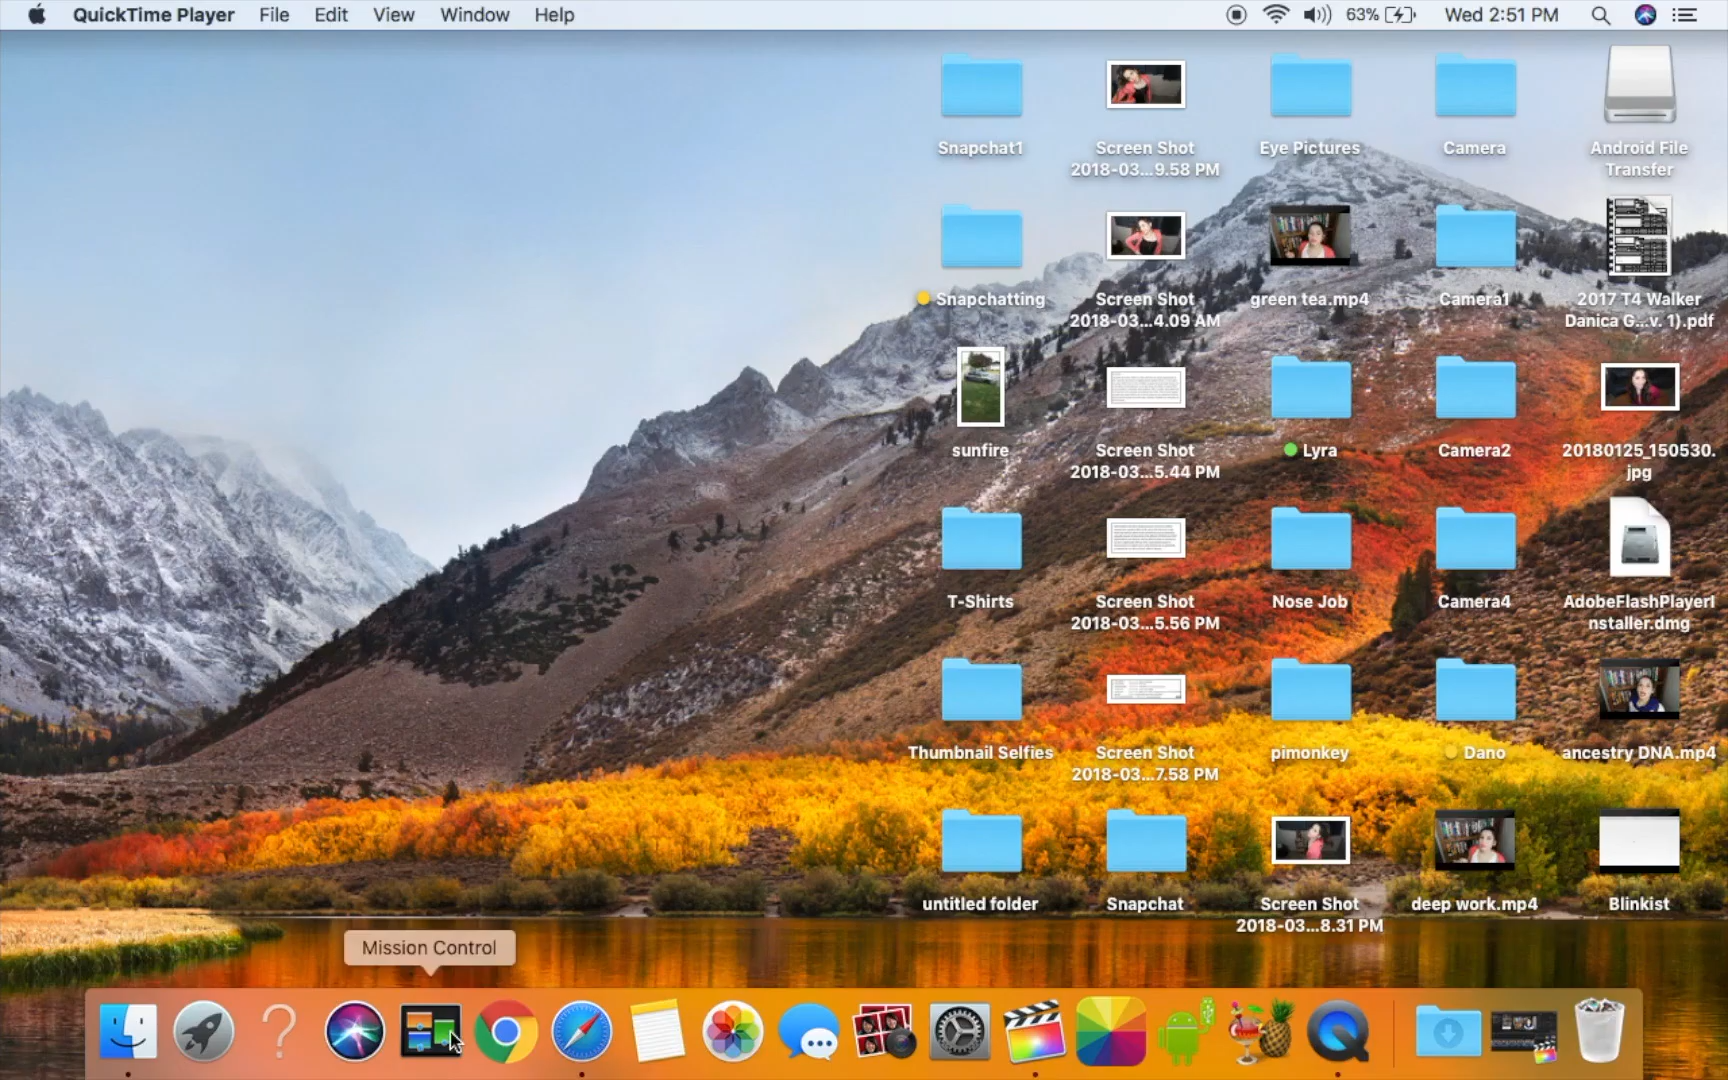 QuickTime Player File Edit View Window Help 63% Wed 2:51 PM
Snapchat1
Screen Shot
2018-03...9.58 PM
Eye Pictures
Camera
Android File
Transfer
Snapchatting
Screen Shot
2018-03...4.09 AM
green tea.mp4
Camera1
2017 T4 Walker
Danica G...v. 1).pdf
sunfire
Screen Shot
2018-03...5.44 PM
Lyra
Camera2
20180125_150530.
jpg
T-Shirts
Screen Shot
2018-03...5.56 PM
Nose Job
Camera4
AdobeFlashPlayerI
nstaller.dmg
Thumbnail Selfies
Screen Shot
2018-03...7.58 PM
pimonkey
Dano
ancestry DNA.mp4
untitled folder
Snapchat
Screen Shot
2018-03...8.31 PM
deep work.mp4
Blinkist
Mission Control